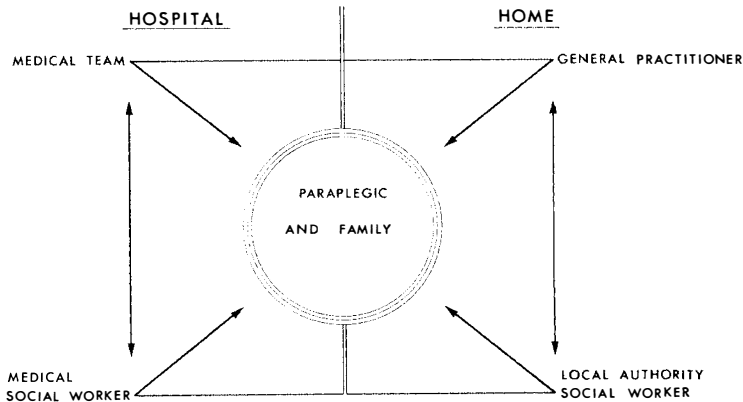 HOSPITAL
HOME
MEDICAL TEAM
GENERAL PRACTITIONER
PARAPLEGIC
AND FAMILY
MEDICAL
SOCIAL WORKER
LOCAL AUTHORITY
SOCIAL WORKER